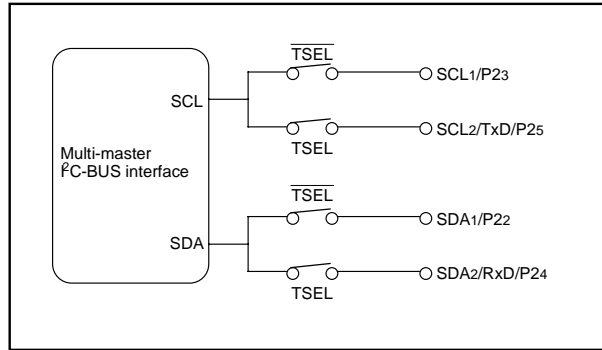 TSEL
SCL1/P23
SCL
SCL2/TxD/P25
TSEL
Multi-master
I²C-BUS interface
TSEL
SDA1/P22
SDA
SDA2/RxD/P24
TSEL